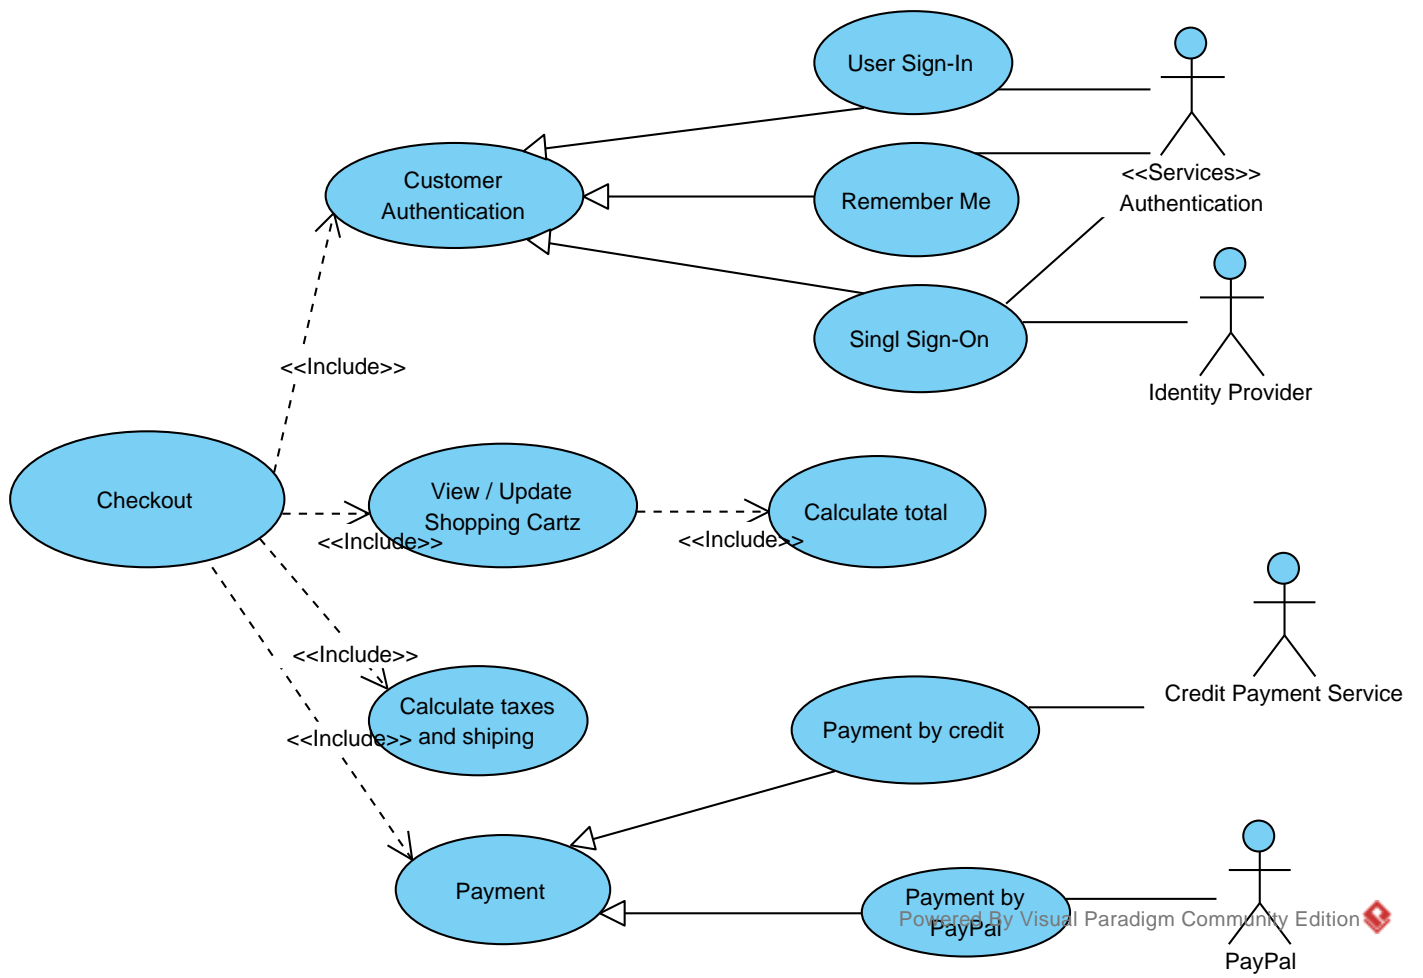 User Sign-In
<<Services>>
Authentication
Customer
Authentication
Remember Me
Singl Sign-On
Identity Provider
<<Include>>
Checkout
View / Update
Shopping Cartz
<<Include>>
Calculate total
<<Include>>
<<Include>>
Calculate taxes
and shiping
<<Include>>
Credit Payment Service
Payment by credit
Payment
Payment by
PayPal
Powered By Visual Paradigm Community Edition
PayPal